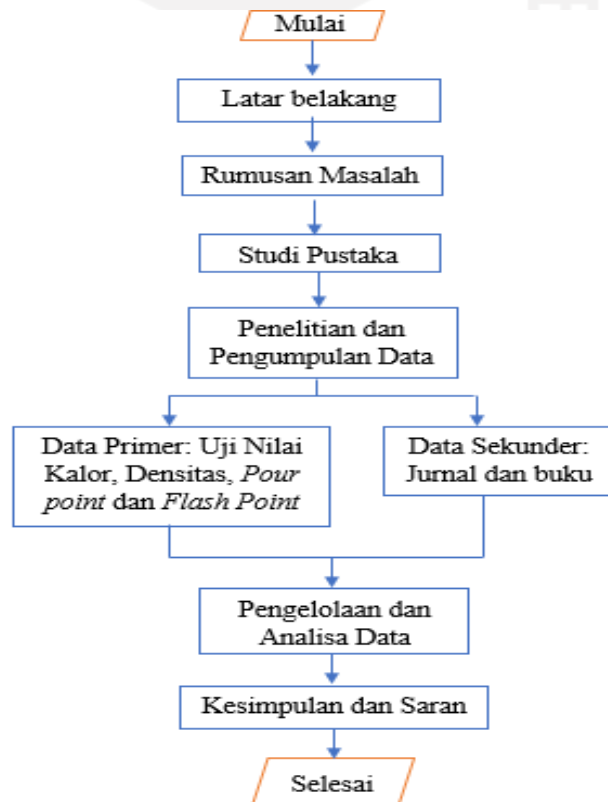 Mulai
Latar belakang
Rumusan Masalah
Studi Pustaka
Penelitian dan
Pengumpulan Data
Data Primer: Uji Nilai
Kalor, Densitas, Pour
point dan Flash Point
Data Sekunder:
Jurnal dan buku
Pengelolaan dan
Analisa Data
Kesimpulan dan Saran
Selesai